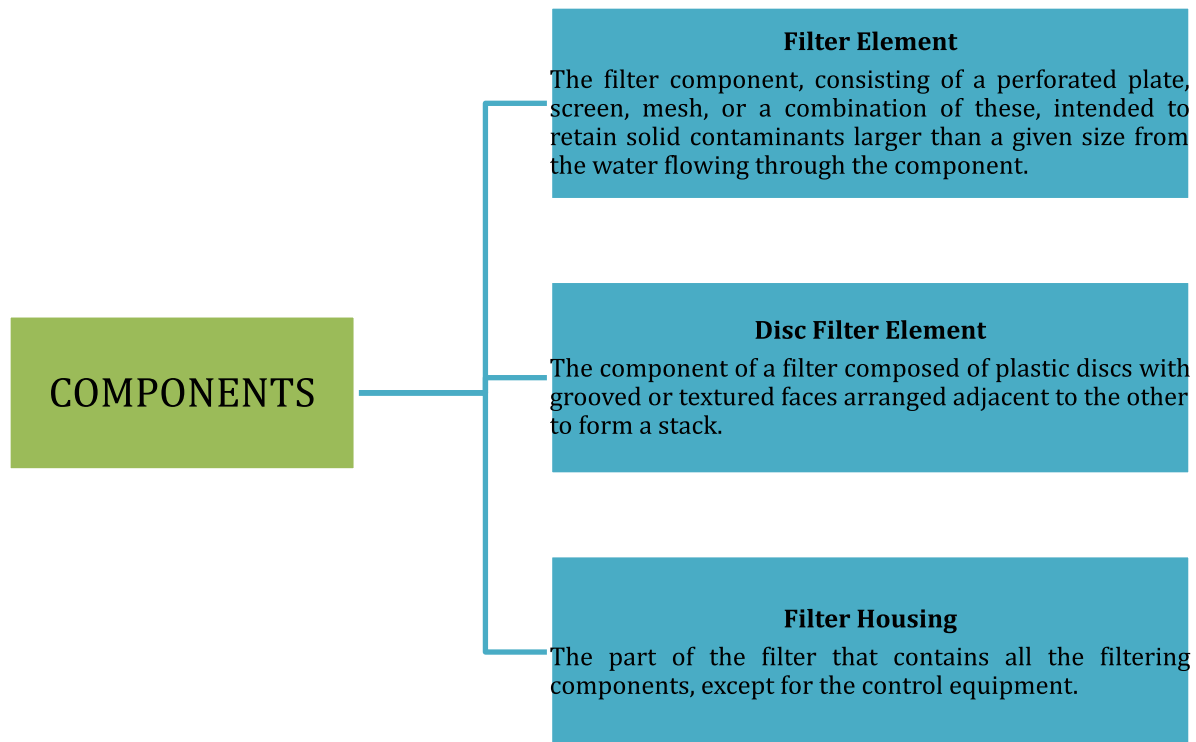 COMPONENTS
Filter Element
The filter component, consisting of a perforated plate,
screen, mesh, or a combination of these, intended to
retain solid contaminants larger than a given size from
the water flowing through the component.
Disc Filter Element
The component of a filter composed of plastic discs with
grooved or textured faces arranged adjacent to the other
to form a stack.
Filter Housing
The part of the filter that contains all the filtering
components, except for the control equipment.